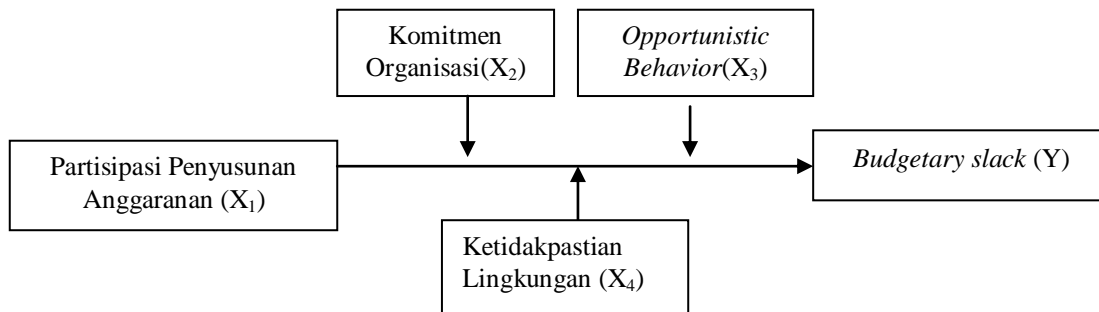 Komitmen
Organisasi(X₂)
Opportunistic
Behavior(X₃)
Partisipasi Penyusunan
Anggaranan (X₁)
Budgetary slack (Y)
Ketidakpastian
Lingkungan (X₄)